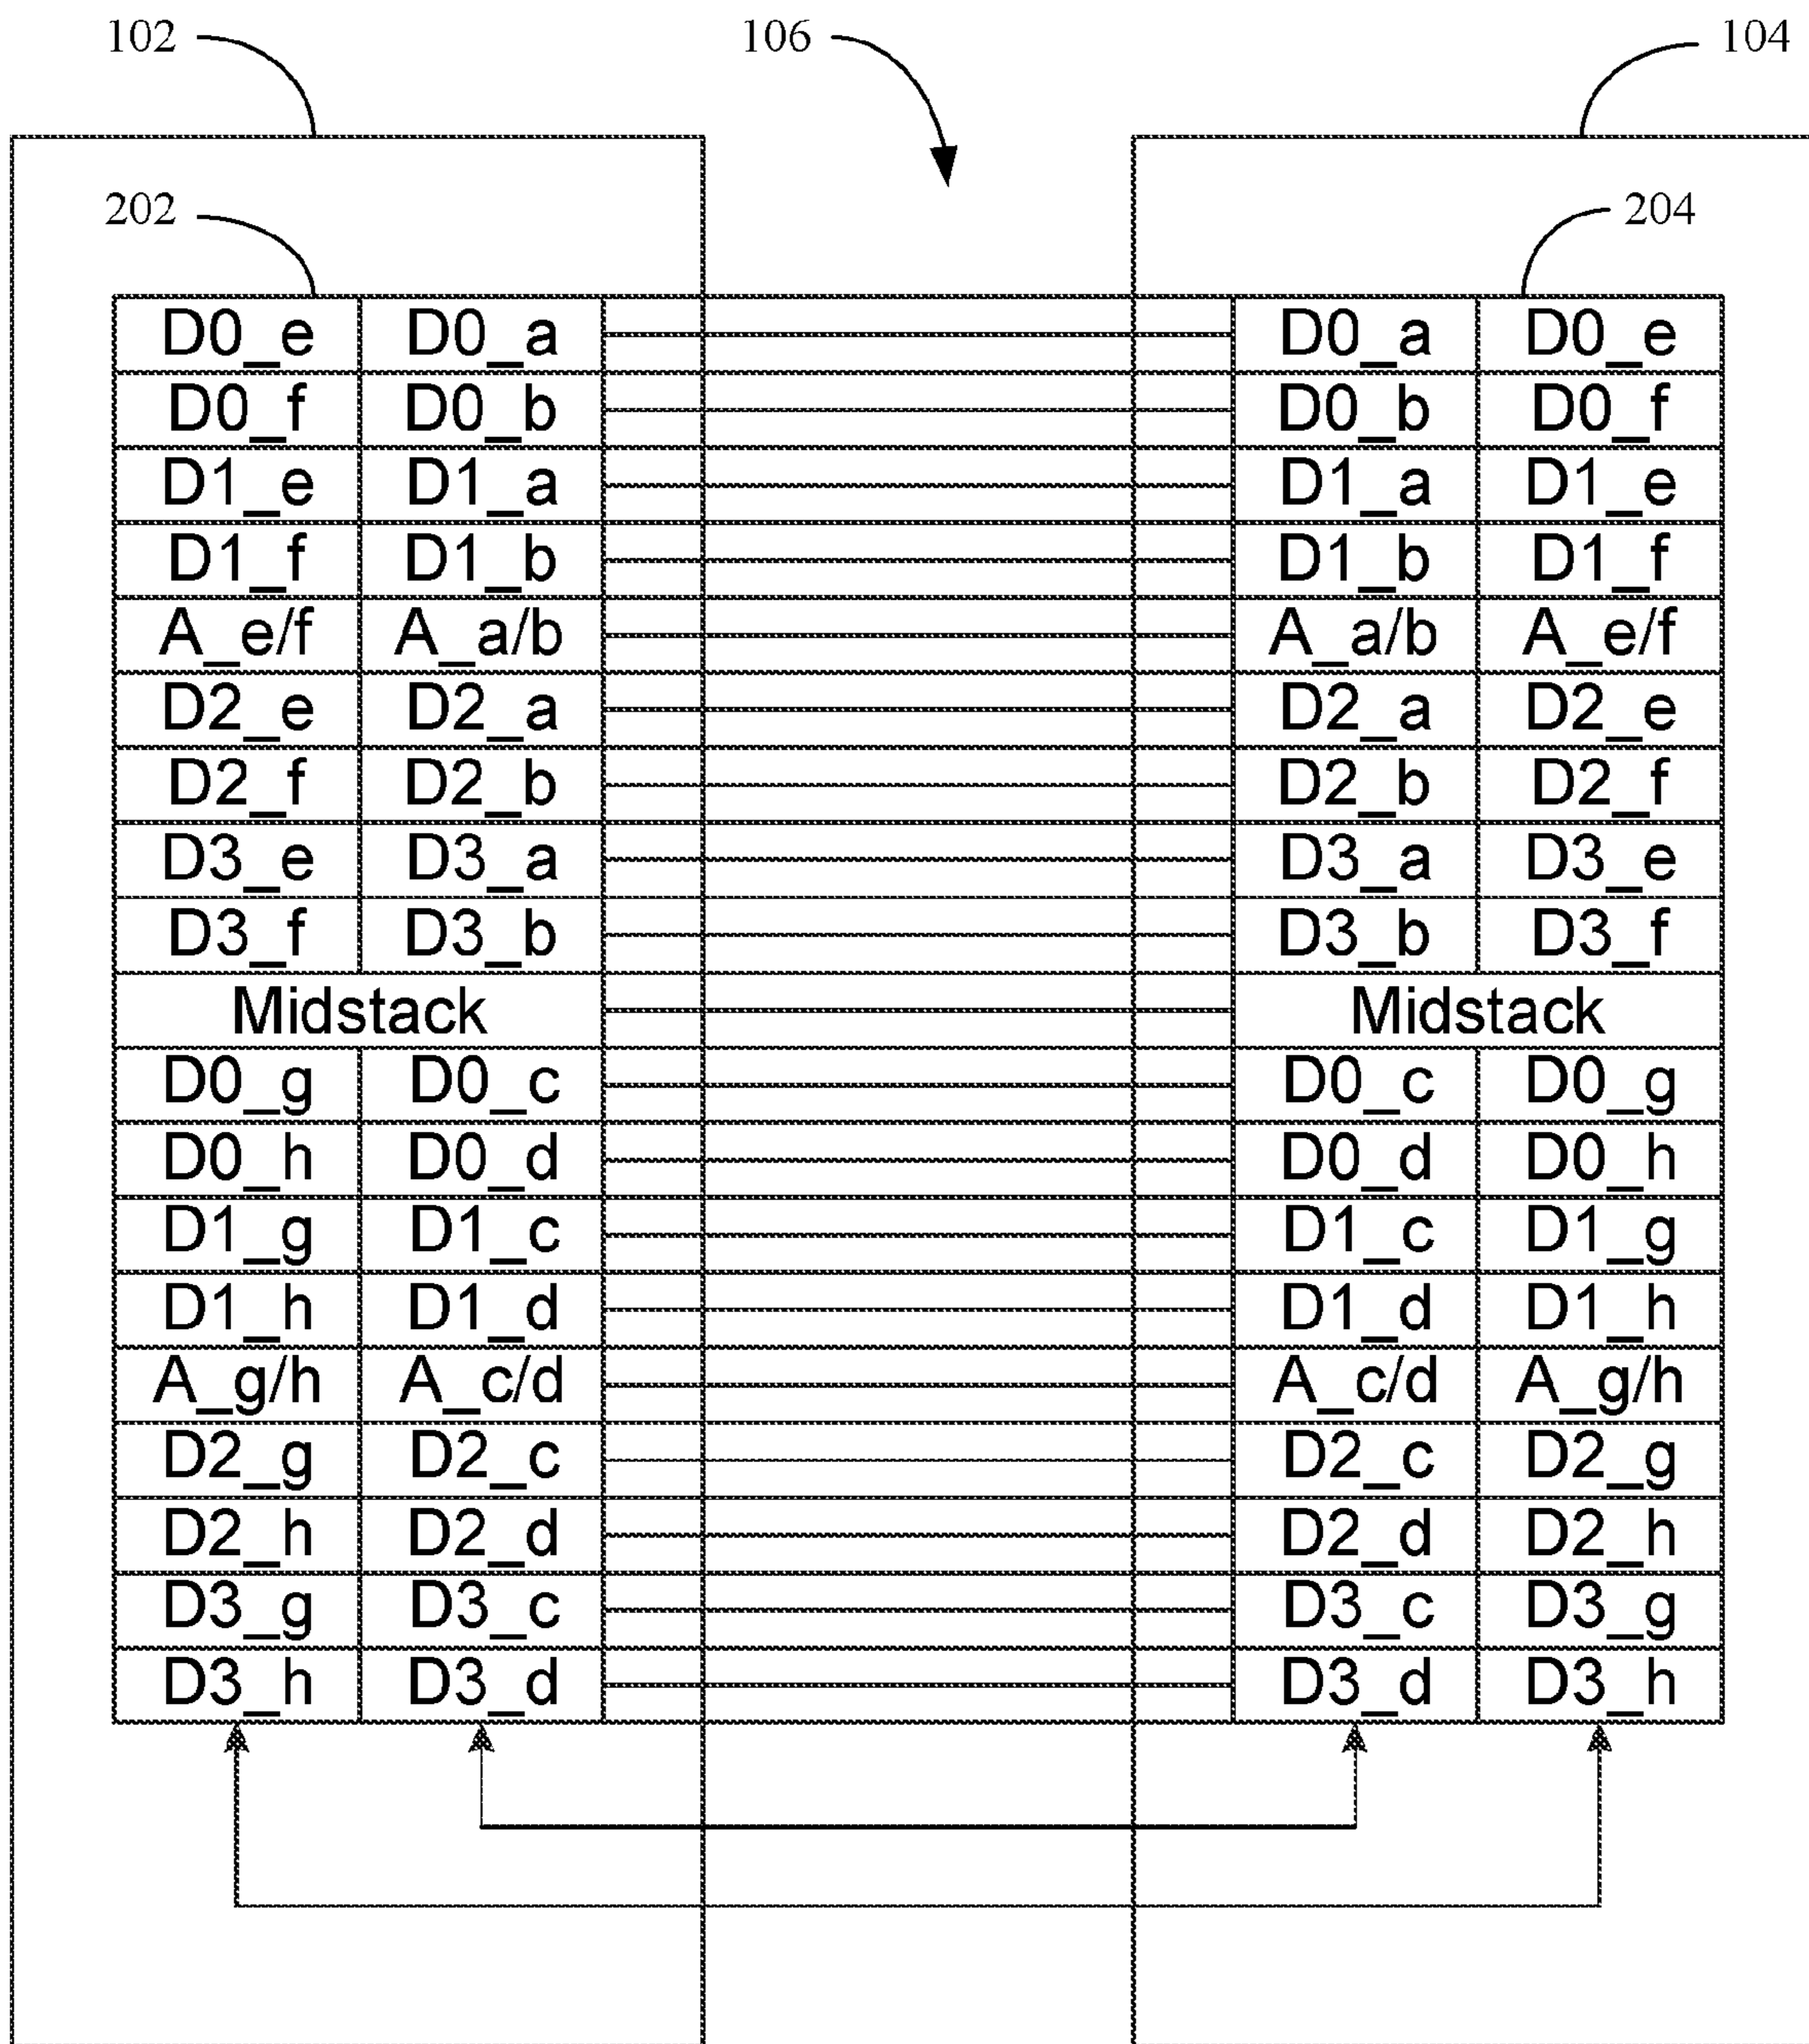 102 106 104
202 204
D0_e D0_a D0_a D0_e
D0_f D0_b D0_b D0_f
D1_e D1_a D1_a D1_e
D1_f D1_b D1_b D1_f
A_e/f A_a/b A_a/b A_e/f
D2_e D2_a D2_a D2_e
D2_f D2_b D2_b D2_f
D3_e D3_a D3_a D3_e
D3_f D3_b D3_b D3_f
Midstack Midstack
D0_g D0_c D0_c D0_g
D0_h D0_d D0_d D0_h
D1_g D1_c D1_c D1_g
D1_h D1_d D1_d D1_h
A_g/h A_c/d A_c/d A_g/h
D2_g D2_c D2_c D2_g
D2_h D2_d D2_d D2_h
D3_g D3_c D3_c D3_g
D3_h D3_d D3_d D3_h